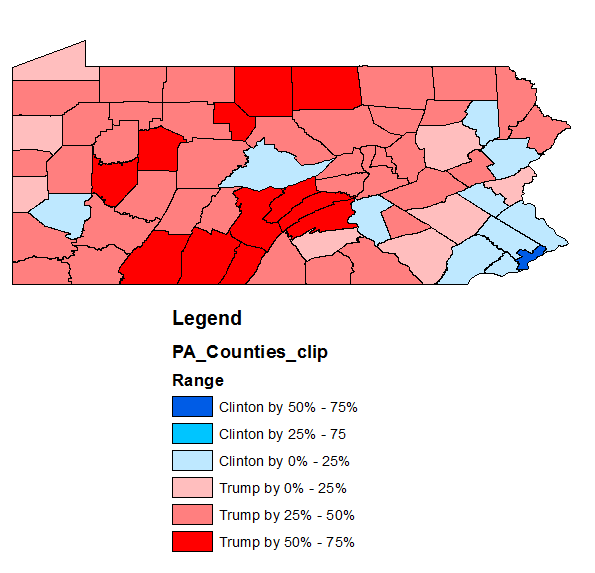 Legend
PA_Counties_clip
Range
Clinton by 50% - 75%
Clinton by 25% - 75
Clinton by 0% - 25%
Trump by 0% - 25%
Trump by 25% - 50%
Trump by 50% - 75%